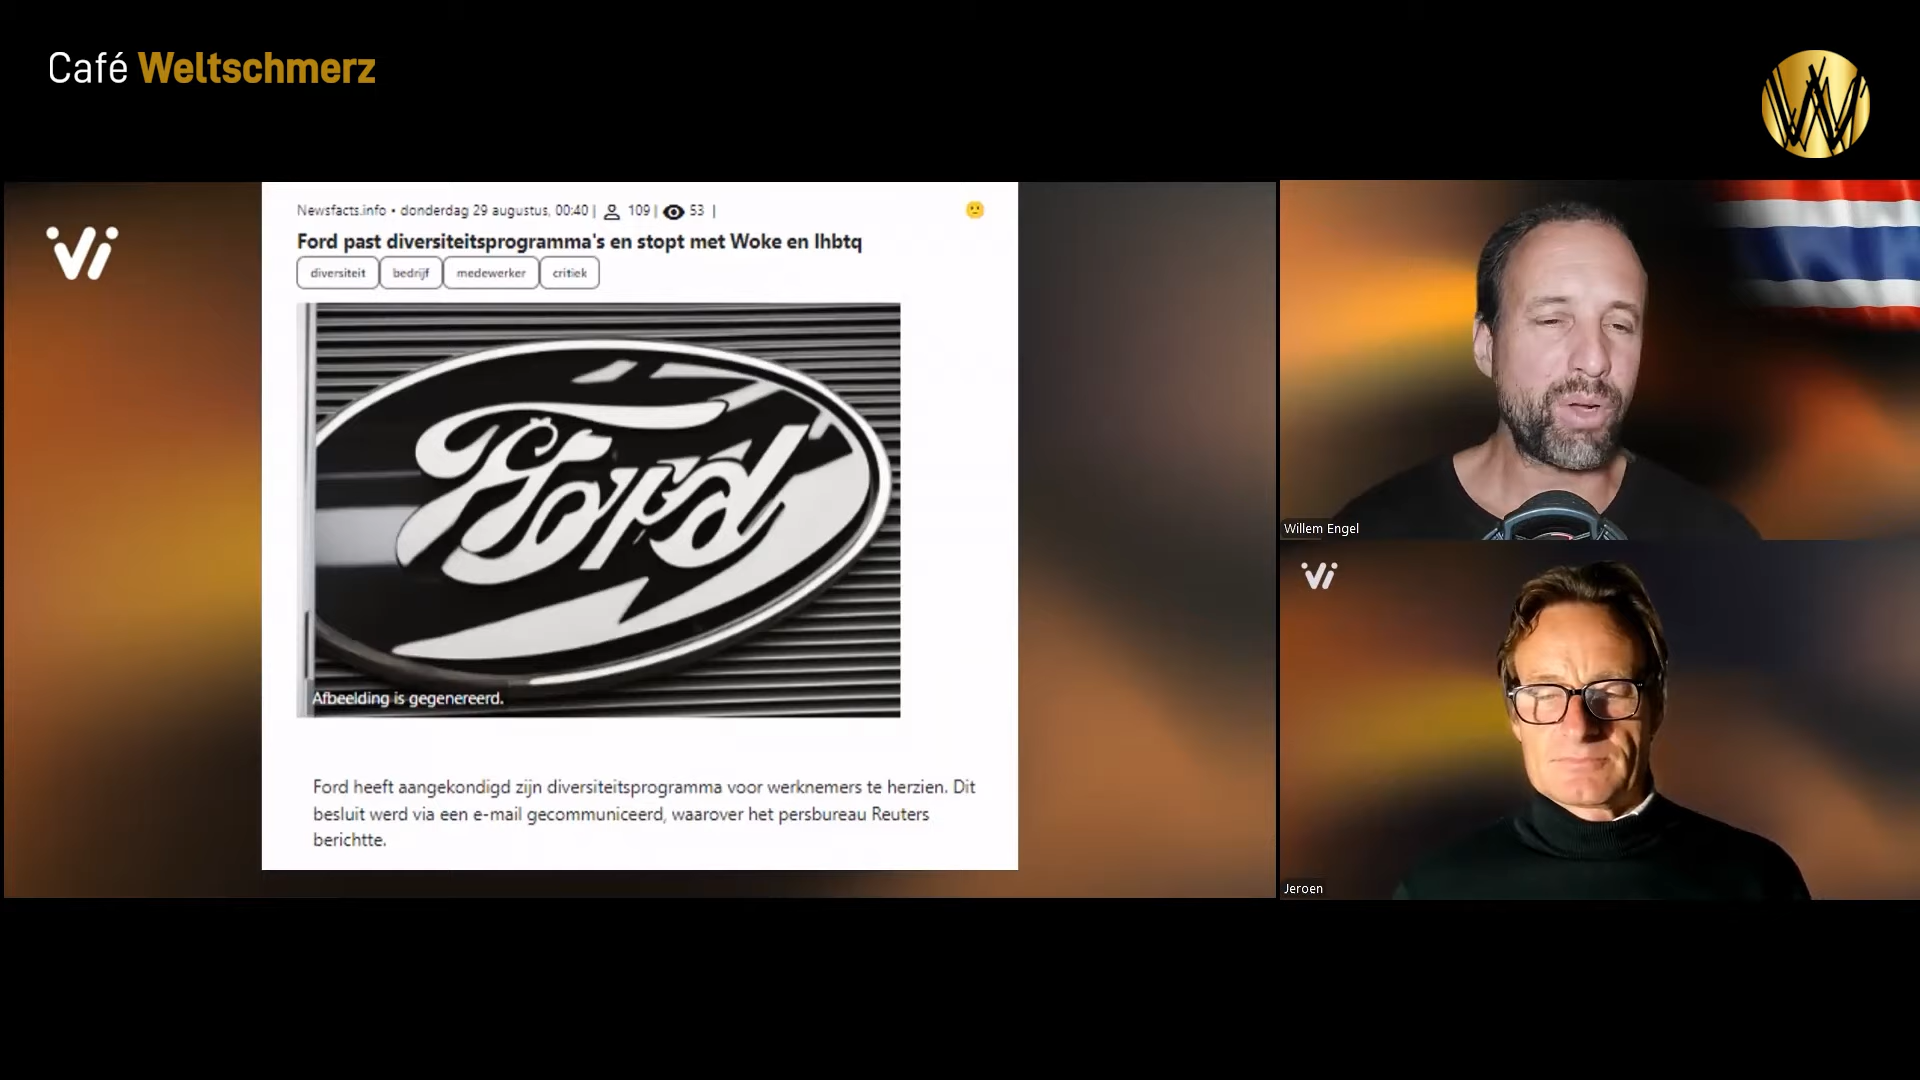 Café Weltschmerz
Newsfacts.info • donderdag 29 augustus, 00:40 | 109 | 53 |
Ford past diversiteitsprogramma's en stopt met Woke en lhbtq
diversiteit bedrijf medewerker critiek
Ford
Afbeelding is gegenereerd.
Ford heeft aangekondigd zijn diversiteitsprogramma voor werknemers te herzien. Dit
besluit werd via een e-mail gecommuniceerd, waarover het persbureau Reuters
berichtte.
Willem Engel
Jeroen